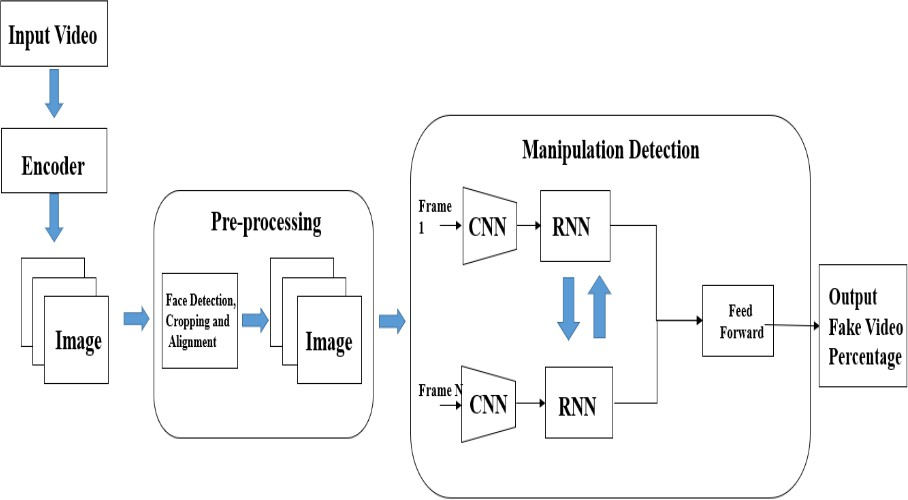 Input Video
Encoder
Image
Pre-processing
Face Detection,
Cropping and
Alignment
Image
Manipulation Detection
Frame
1
CNN
RNN
Frame N
CNN
RNN
Feed
Forward
Output
Fake Video
Percentage